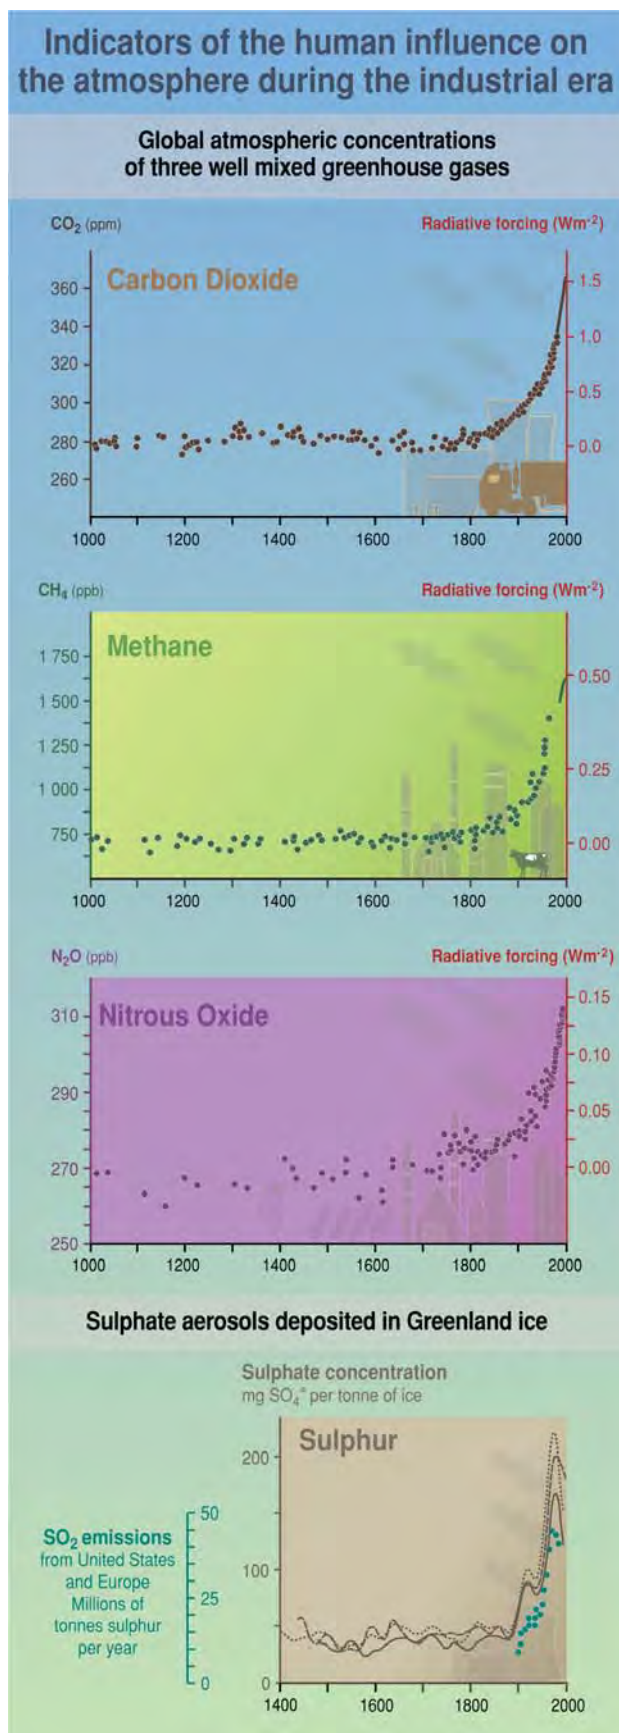 Indicators of the human influence on
the atmosphere during the industrial era
Global atmospheric concentrations
of three well mixed greenhouse gases
CO₂ (ppm)
Radiative forcing (Wm⁻²)
Carbon Dioxide
360
340
320
300
280
260
1.5
1.0
0.5
0.0
1000 1200 1400 1600 1800 2000
CH₄ (ppb)
Radiative forcing (Wm⁻²)
Methane
1 750
1 500
1 250
1 000
750
0.50
0.25
0.00
1000 1200 1400 1600 1800 2000
N₂O (ppb)
Radiative forcing (Wm⁻²)
Nitrous Oxide
310
290
270
250
0.15
0.10
0.05
0.00
1000 1200 1400 1600 1800 2000
Sulphate aerosols deposited in Greenland ice
Sulphate concentration
mg SO₄⁼ per tonne of ice
Sulphur
200
100
0
50
25
0
SO₂ emissions
from United States
and Europe
Millions of
tonnes sulphur
per year
1400 1600 1800 2000